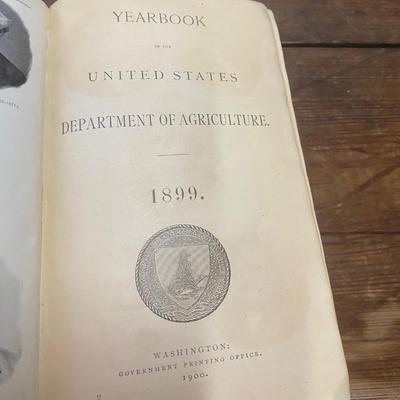 YEARBOOK
OF THE
UNITED STATES
DEPARTMENT OF AGRICULTURE.
1899.
WASHINGTON:
GOVERNMENT PRINTING OFFICE.
1900.